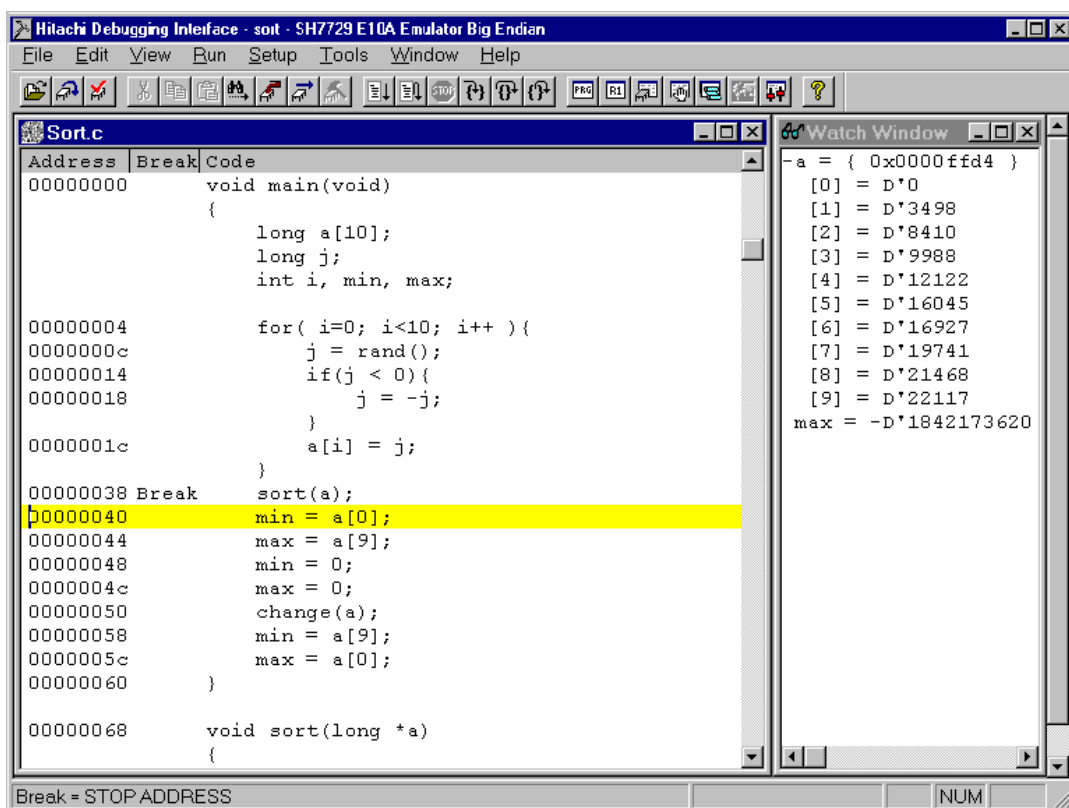 Hitachi Debugging Interface - sort - SH7729 E10A Emulator Big Endian
File Edit View Run Setup Tools Window Help
STOP PRG R1
Sort.c
Address Break Code
00000000 void main(void)
{
long a[10];
long j;
int i, min, max;
00000004 for( i=0; i<10; i++ ){
0000000c j = rand();
00000014 if(j < 0){
00000018 j = -j;
}
0000001c a[i] = j;
}
00000038 Break sort(a);
00000040 min = a[0];
00000044 max = a[9];
00000048 min = 0;
0000004c max = 0;
00000050 change(a);
00000058 min = a[9];
0000005c max = a[0];
00000060 }
00000068 void sort(long *a)
{
Watch Window
-a = { 0x0000ffd4 }
[0] = D'0
[1] = D'3498
[2] = D'8410
[3] = D'9988
[4] = D'12122
[5] = D'16045
[6] = D'16927
[7] = D'19741
[8] = D'21468
[9] = D'22117
max = -D'1842173620
Break = STOP ADDRESS
NUM